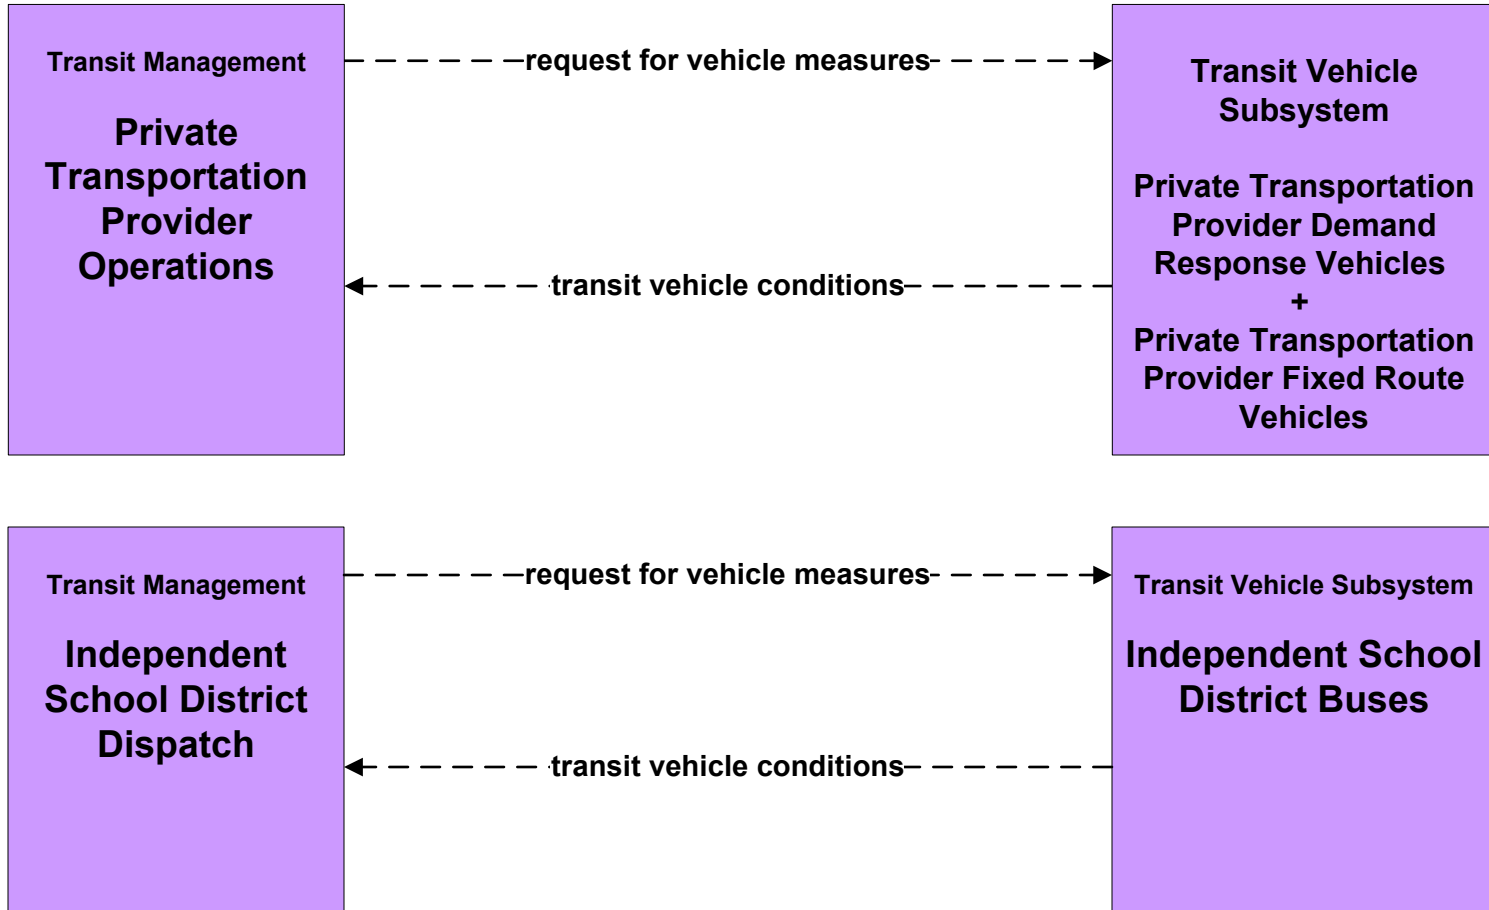 Transit Management
Private
Transportation
Provider
Operations
request for vehicle measures
transit vehicle conditions
Transit Vehicle
Subsystem
Private Transportation
Provider Demand
Response Vehicles
+
Private Transportation
Provider Fixed Route
Vehicles
Transit Management
Independent
School District
Dispatch
request for vehicle measures
transit vehicle conditions
Transit Vehicle Subsystem
Independent School
District Buses